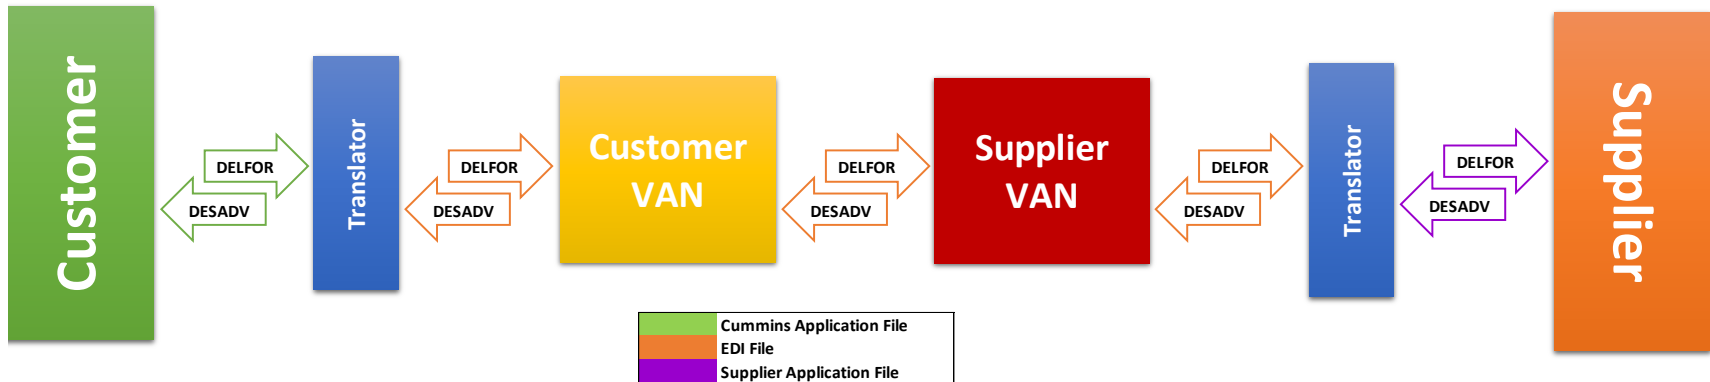 Customer
DELFOR
DESADV
Translator
DELFOR
DESADV
Customer
VAN
DELFOR
DESADV
Supplier
VAN
DELFOR
DESADV
Translator
DELFOR
DESADV
Supplier
Cummins Application File
EDI File
Supplier Application File